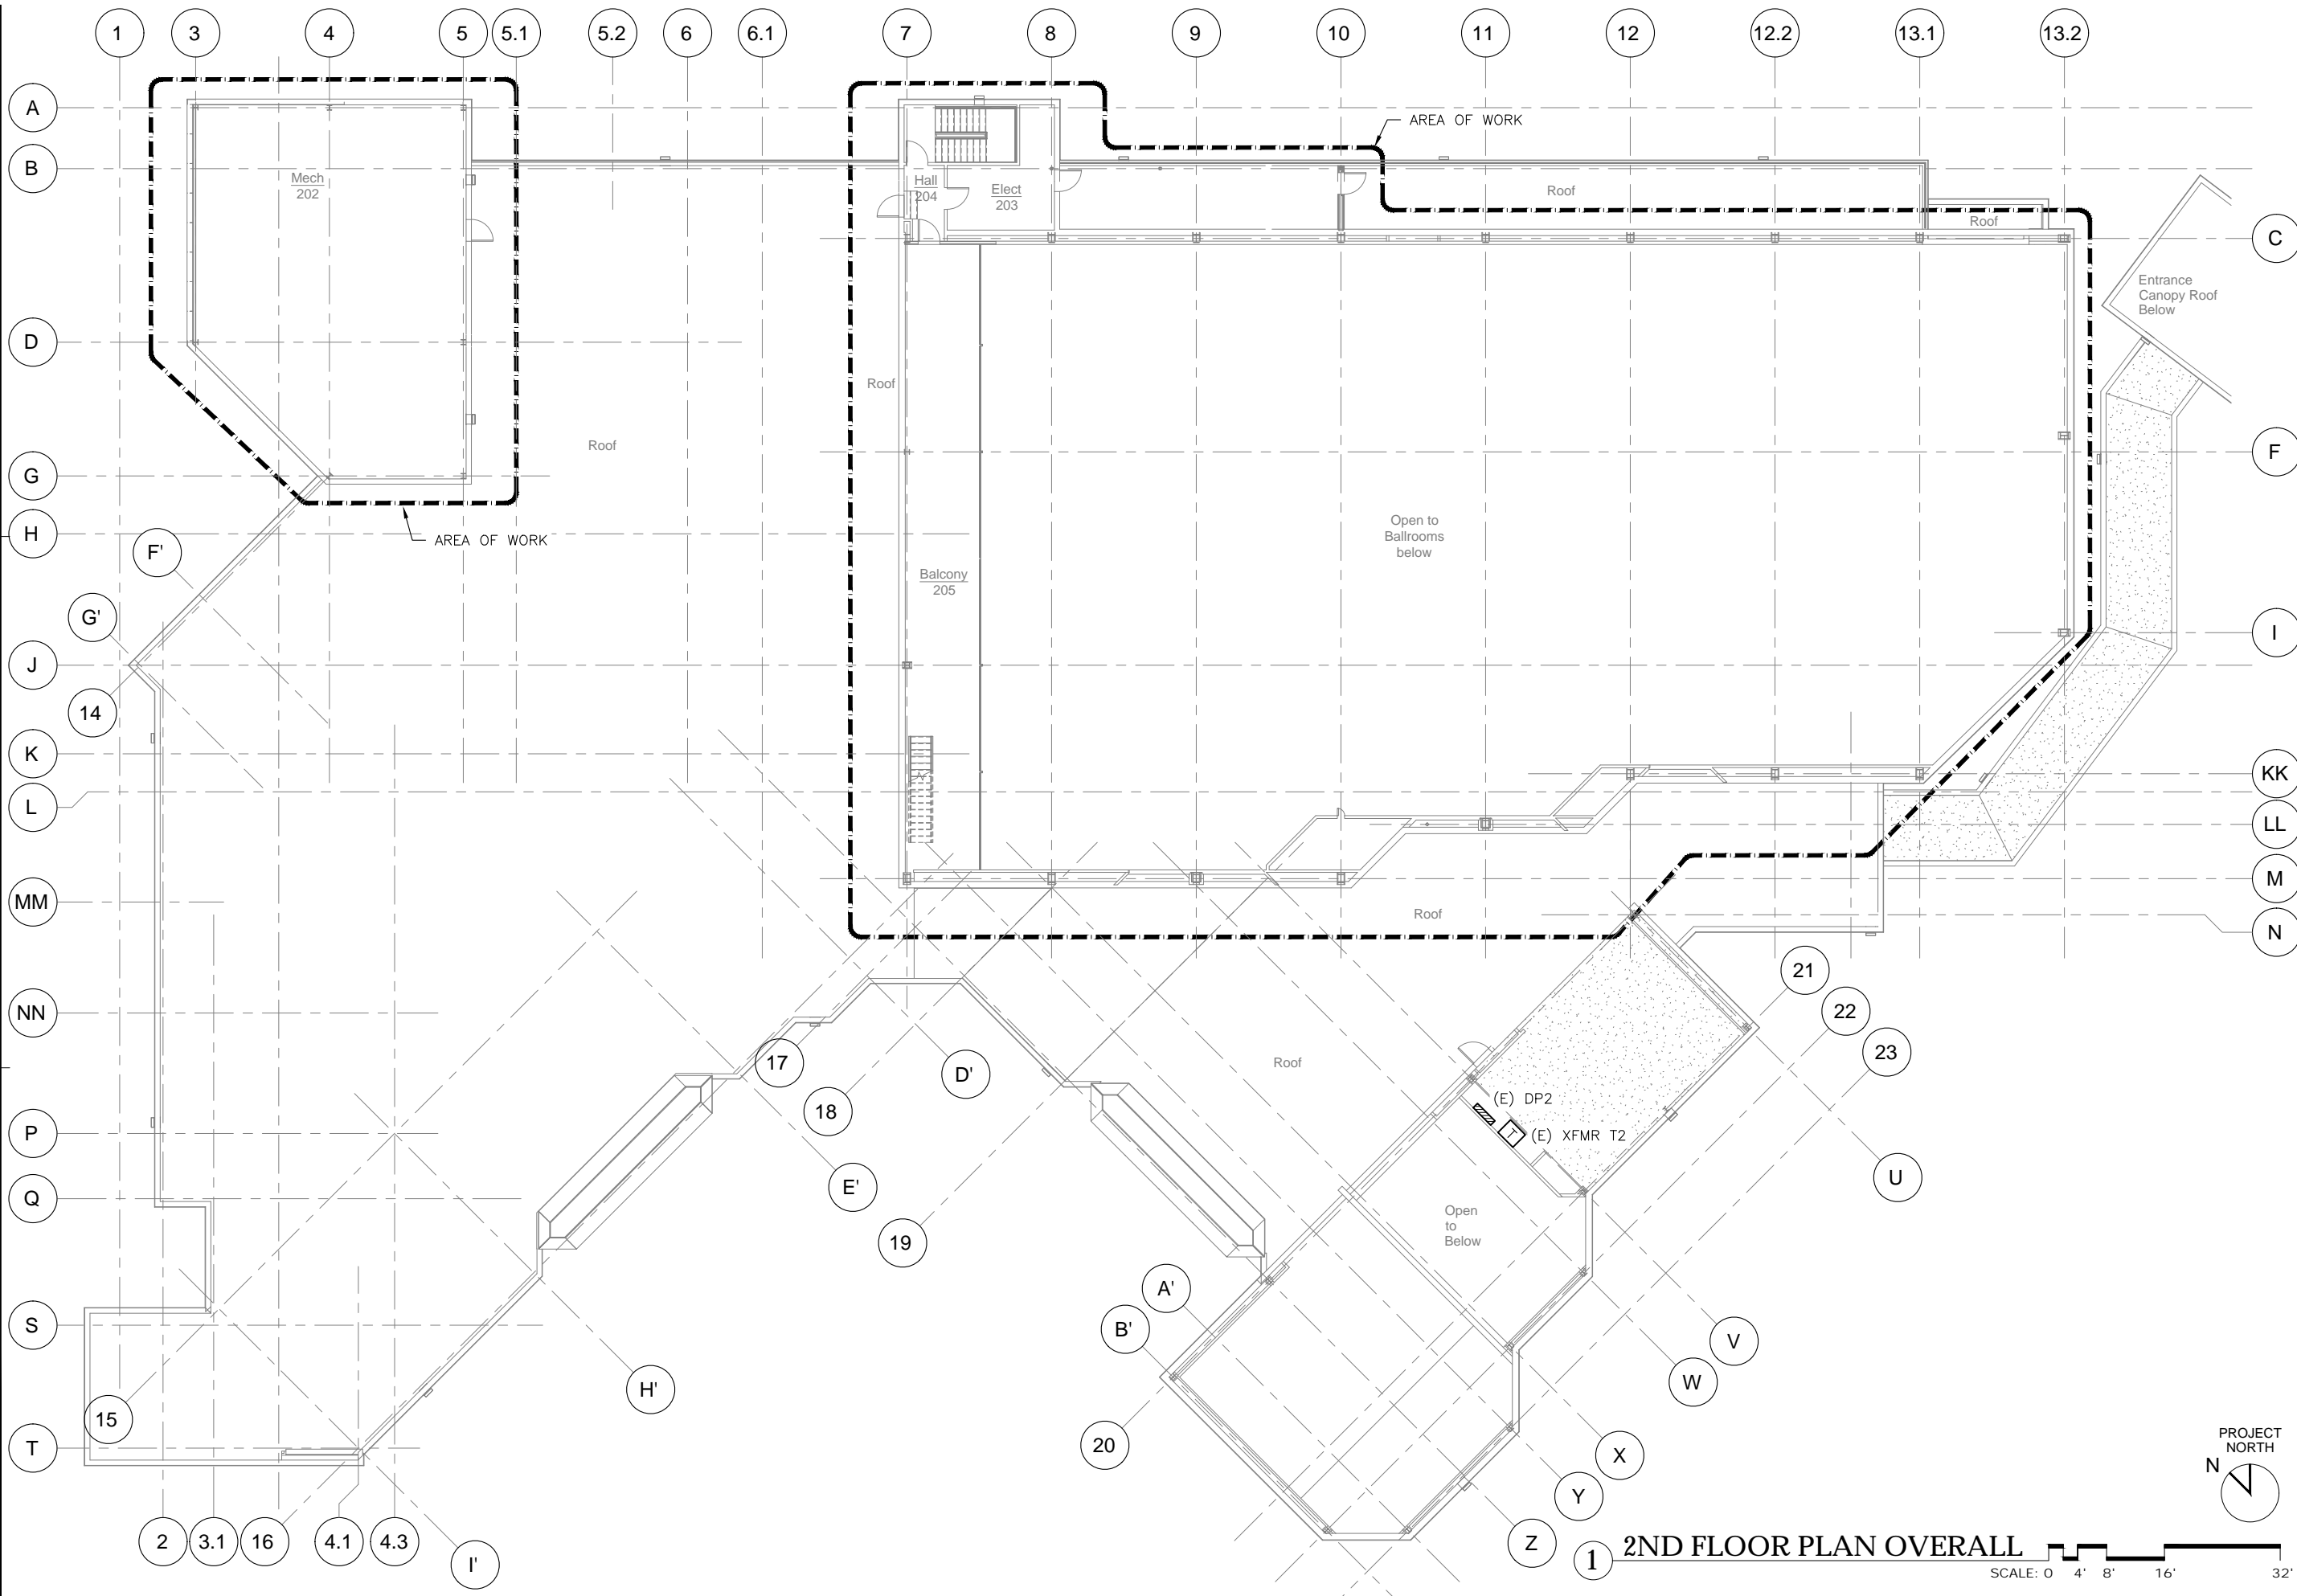 1
3
4
5
5.1
5.2
6
6.1
7
8
9
10
11
12
12.2
13.1
13.2
A
AREA OF WORK
B
Mech
202
Hall
204
Elect
203
Roof
Roof
C
Entrance
Canopy Roof
Below
D
Roof
Roof
F
G
H
AREA OF WORK
F'
Open to
Ballrooms
below
Balcony
205
G'
I
J
14
K
KK
L
LL
M
MM
Roof
N
21
NN
22
17
Roof
23
D'
18
(E) DP2
P
T
(E) XFMR T2
U
E'
Q
Open
to
Below
19
A'
S
B'
V
H'
W
15
20
T
X
PROJECT
NORTH
N
Y
2
3.1
16
4.1
4.3
I'
Z
1
2ND FLOOR PLAN OVERALL
SCALE: 0 4' 8' 16' 32'